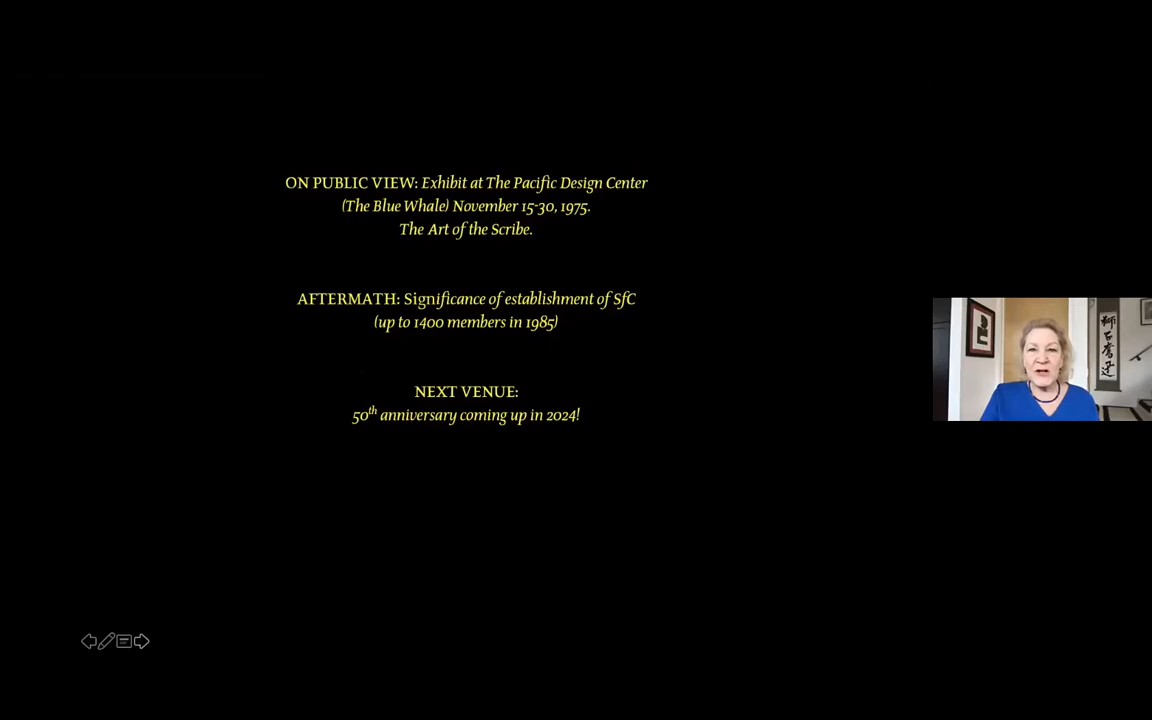 ON PUBLIC VIEW: Exhibit at The Pacific Design Center
(The Blue Whale) November 15-30, 1975.
The Art of the Scribe.
AFTERMATH: Significance of establishment of SfC
(up to 1400 members in 1985)
NEXT VENUE:
50th anniversary coming up in 2024!